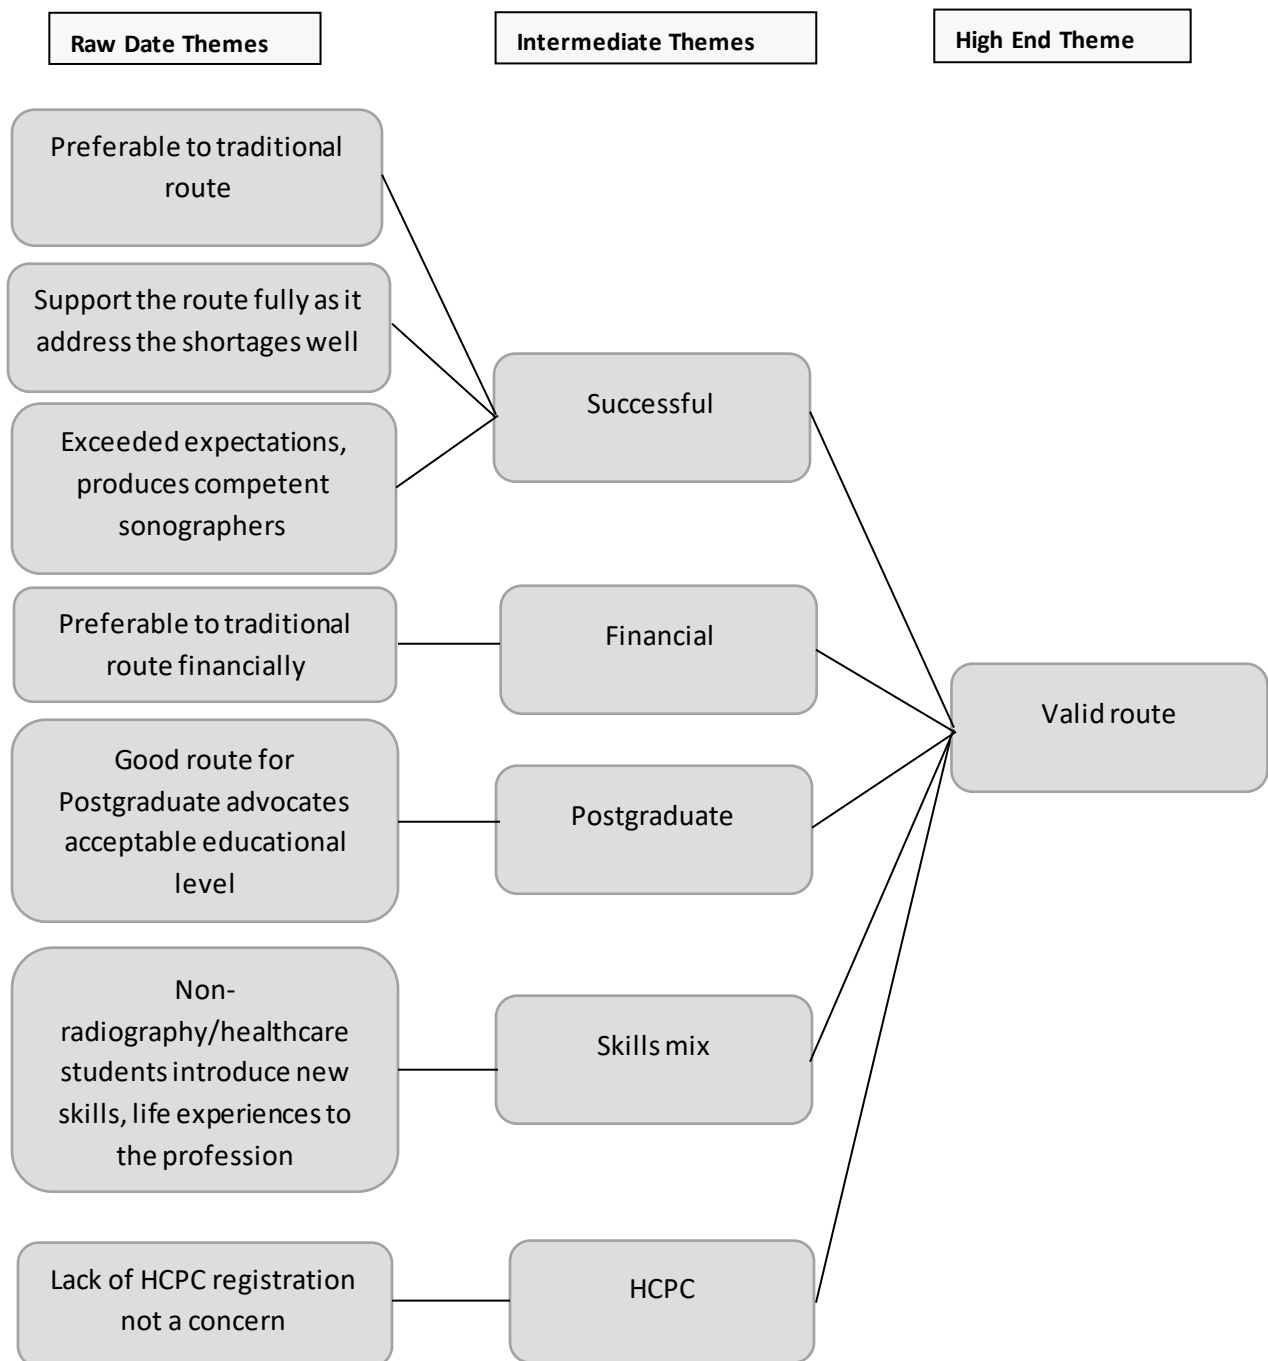 Raw Date Themes
Intermediate Themes
High End Theme
Preferable to traditional
route
Support the route fully as it
address the shortages well
Exceeded expectations,
produces competent
sonographers
Successful
Preferable to traditional
route financially
Financial
Good route for
Postgraduate advocates
acceptable educational
level
Postgraduate
Non-
radiography/healthcare
students introduce new
skills, life experiences to
the profession
Skills mix
Lack of HCPC registration
not a concern
HCPC
Valid route